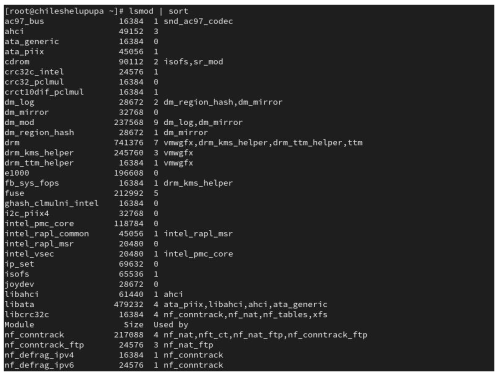 [root@chileshelupupa ~]# lsmod | sort
ac97_bus 16384 1 snd_ac97_codec
ahci 49152 3
ata_generic 16384 0
ata_piix 45056 1
cdrom 90112 2 isofs,sr_mod
crc32c_intel 24576 1
crc32_pclmul 16384 0
crct10dif_pclmul 16384 1
dm_log 28672 2 dm_region_hash,dm_mirror
dm_mirror 32768 0
dm_mod 237568 9 dm_log,dm_mirror
dm_region_hash 28672 1 dm_mirror
drm 741376 7 vmwgfx,drm_kms_helper,drm_ttm_helper,ttm
drm_kms_helper 245760 3 vmwgfx
drm_ttm_helper 16384 1 vmwgfx
e1000 196608 0
fb_sys_fops 16384 1 drm_kms_helper
fuse 212992 5
ghash_clmulni_intel 16384 0
i2c_piix4 32768 0
intel_pmc_core 118784 0
intel_rapl_common 45056 1 intel_rapl_msr
intel_rapl_msr 20480 0
intel_vsec 20480 1 intel_pmc_core
ip_set 69632 0
isofs 65536 1
joydev 28672 0
libahci 61440 1 ahci
libata 479232 4 ata_piix,libahci,ahci,ata_generic
libcrc32c 16384 4 nf_conntrack,nf_nat,nf_tables,xfs
Module Size Used by
nf_conntrack 217088 4 nf_nat,nft_ct,nf_nat_ftp,nf_conntrack_ftp
nf_conntrack_ftp 24576 3 nf_nat_ftp
nf_defrag_ipv4 16384 1 nf_conntrack
nf_defrag_ipv6 24576 1 nf_conntrack